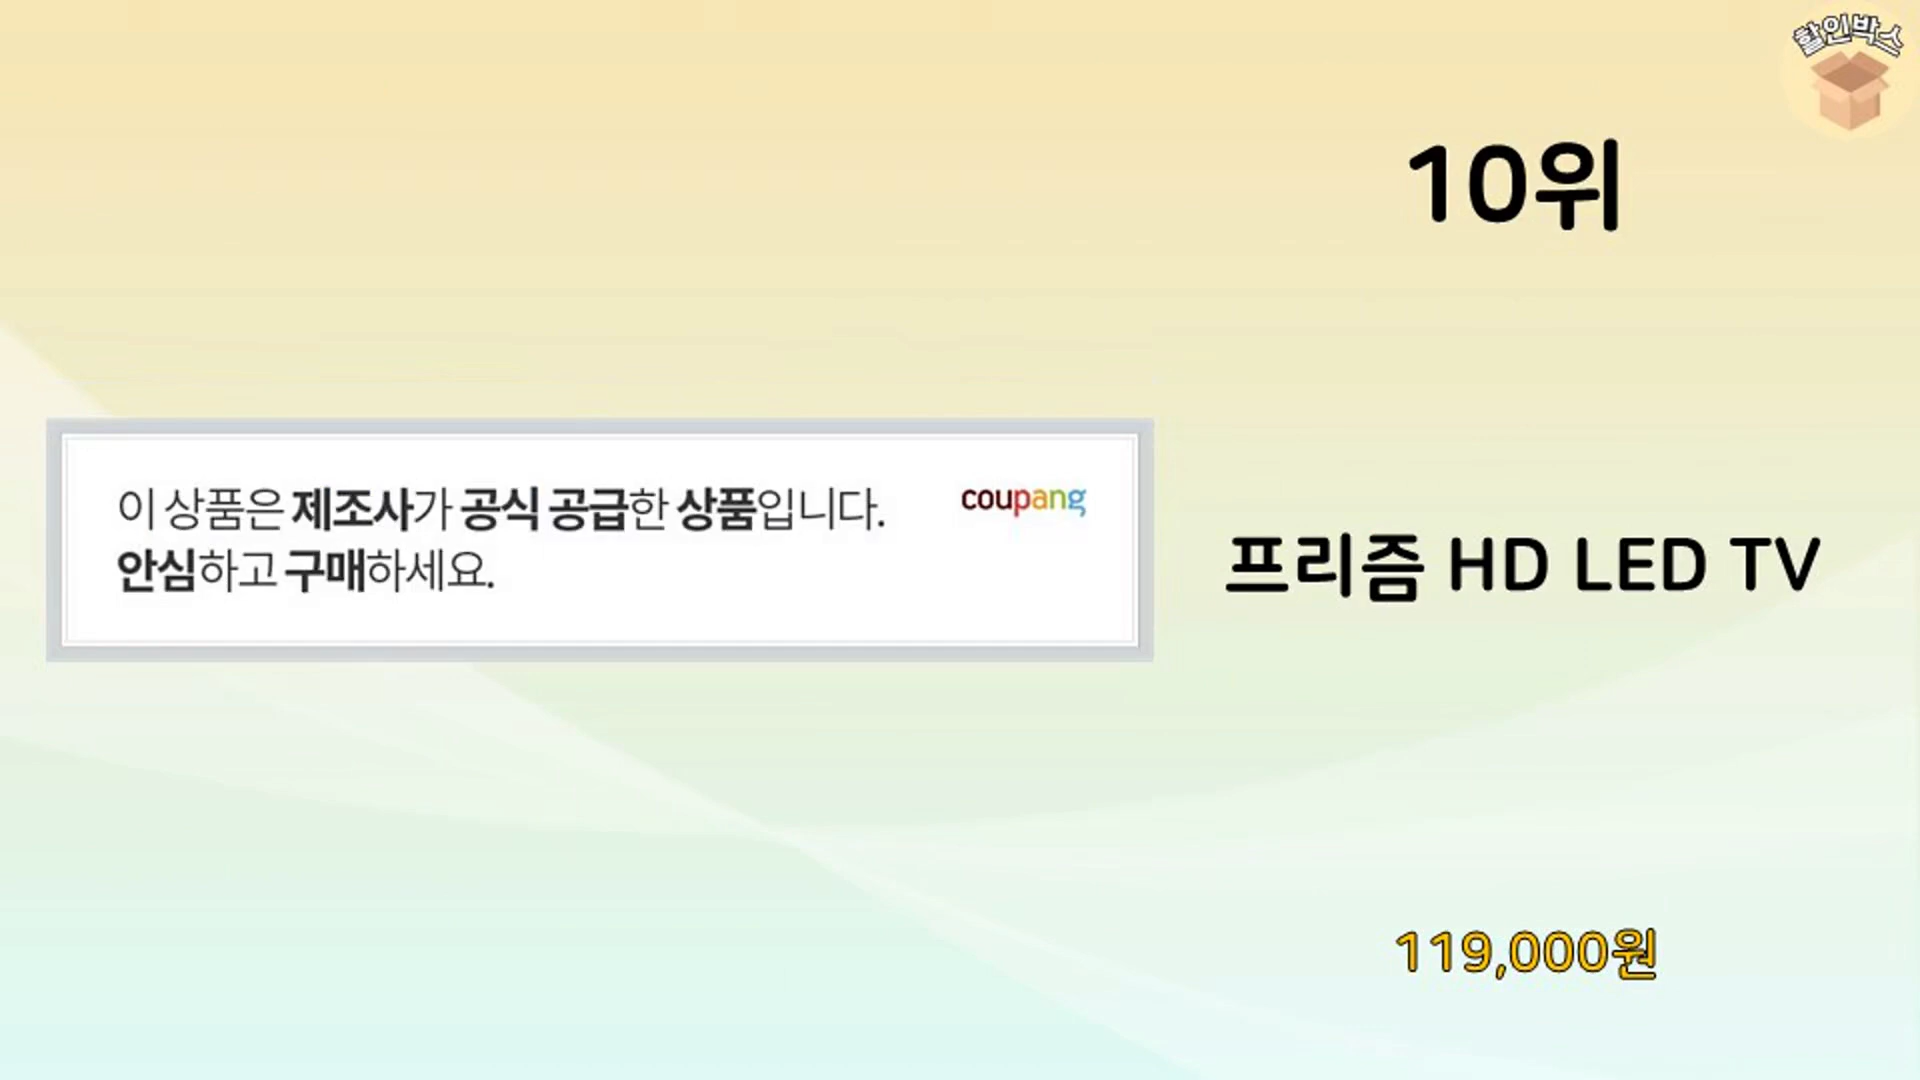 할인박스
10위
이 상품은 제조사가 공식 공급한 상품입니다.
안심하고 구매하세요.
coupang
프리즘 HD LED TV
119,000원